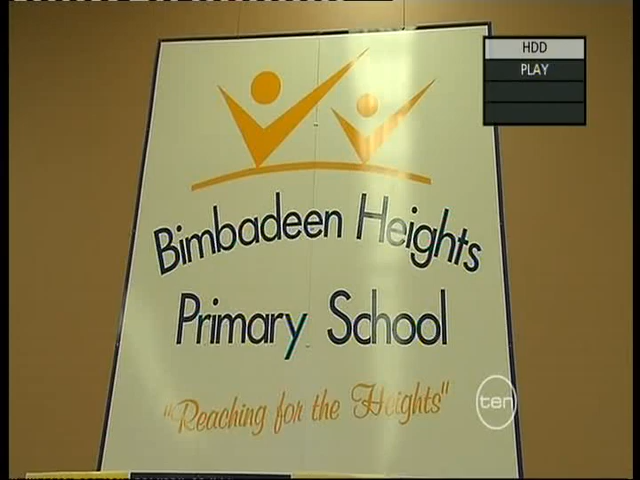 HDD
PLAY
Bimbadeen Heights
Primary School
"Reaching for the Heights"
ten